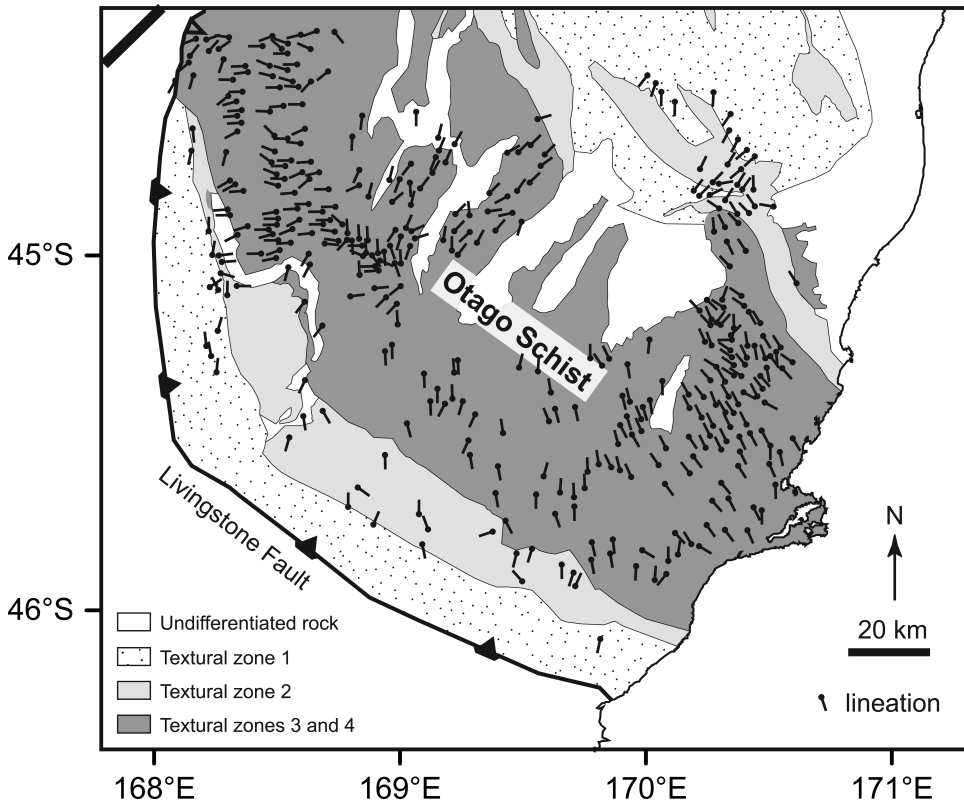 45°S
Otago Schist
Livingstone Fault
46°S
N
20 km
lineation
Undifferentiated rock
Textural zone 1
Textural zone 2
Textural zones 3 and 4
168°E
169°E
170°E
171°E